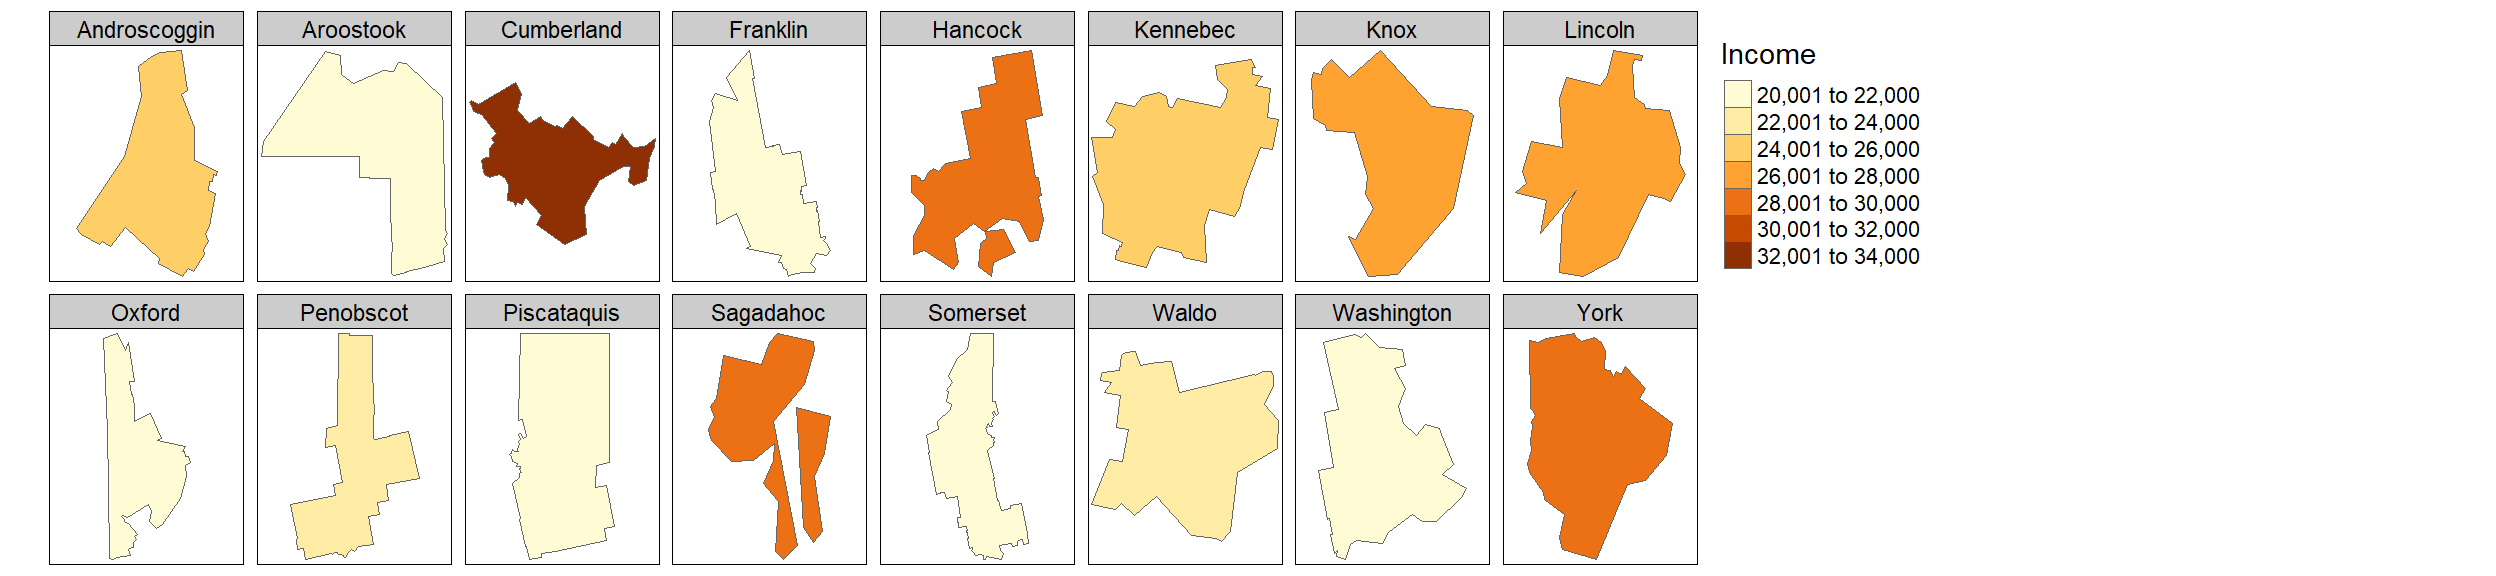 Androscoggin
Aroostook
Cumberland
Franklin
Hancock
Kennebec
Knox
Lincoln
Oxford
Penobscot
Piscataquis
Sagadahoc
Somerset
Waldo
Washington
York
Income
20,001 to 22,000
22,001 to 24,000
24,001 to 26,000
26,001 to 28,000
28,001 to 30,000
30,001 to 32,000
32,001 to 34,000